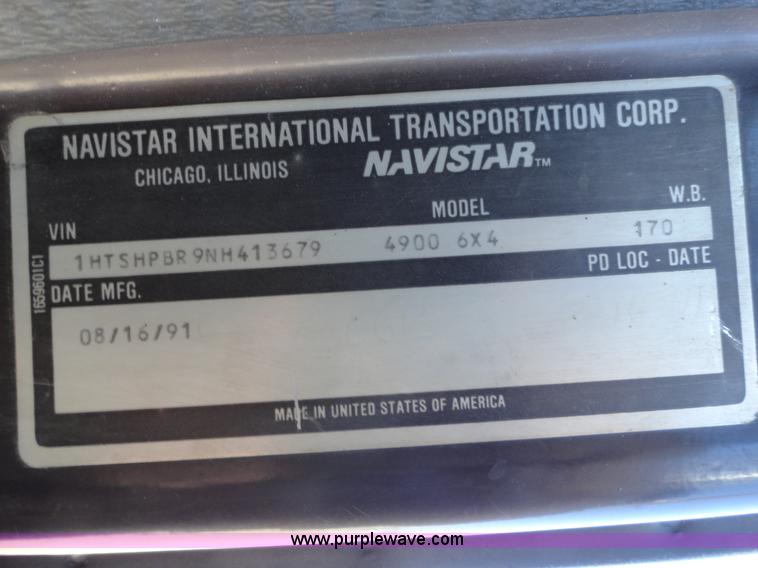 NAVISTAR INTERNATIONAL TRANSPORTATION CORP.
CHICAGO, ILLINOIS NAVISTAR™
VIN MODEL W.B.
1HTSHPBR9NH413679 4900 6X4 170
DATE MFG. PD LOC - DATE
08/16/91
MADE IN UNITED STATES OF AMERICA
1659601C1
www.purplewave.com